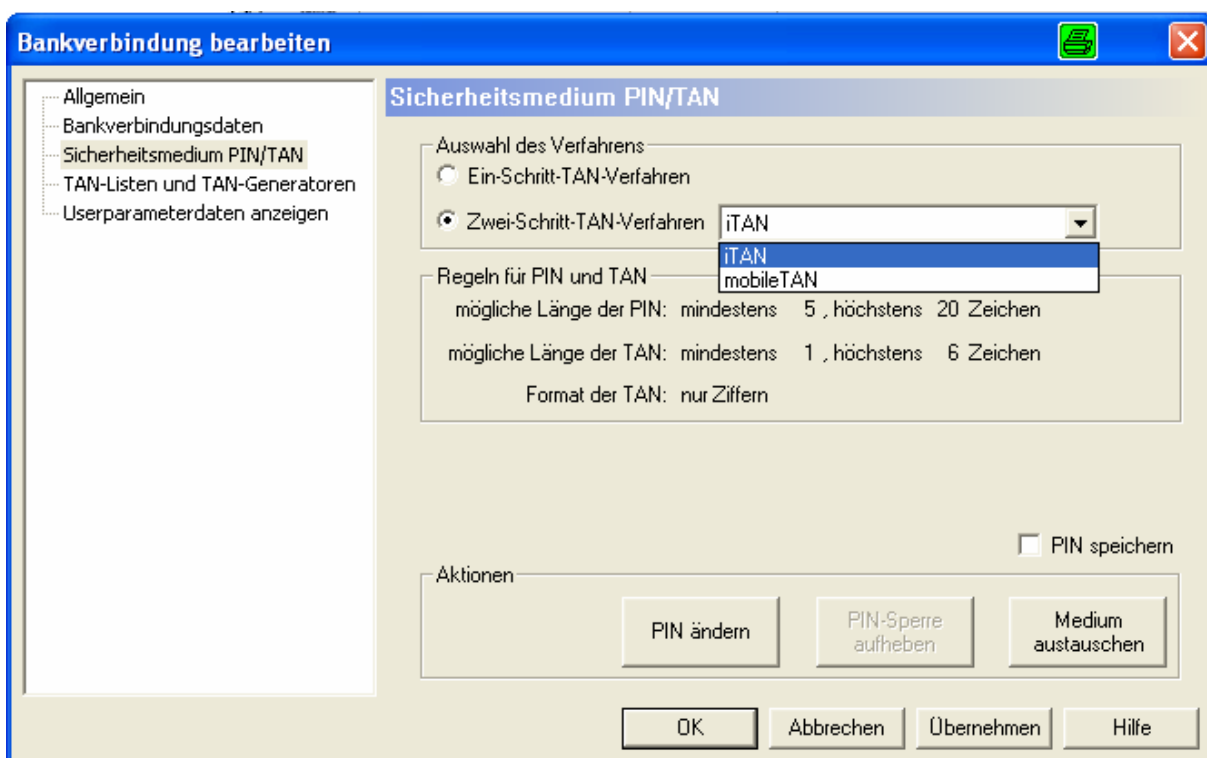 Bankverbindung bearbeiten
Allgemein
Bankverbindungsdaten
Sicherheitsmedium PIN/TAN
TAN-Listen und TAN-Generatoren
Userparameterdaten anzeigen
Sicherheitsmedium PIN/TAN
Auswahl des Verfahrens
Ein-Schritt-TAN-Verfahren
Zwei-Schritt-TAN-Verfahren iTAN
iTAN
mobileTAN
Regeln für PIN und TAN
mögliche Länge der PIN: mindestens 5 , höchstens 20 Zeichen
mögliche Länge der TAN: mindestens 1 , höchstens 6 Zeichen
Format der TAN: nur Ziffern
PIN speichern
Aktionen
PIN ändern
PIN-Sperre
aufheben
Medium
austauschen
OK Abbrechen Übernehmen Hilfe